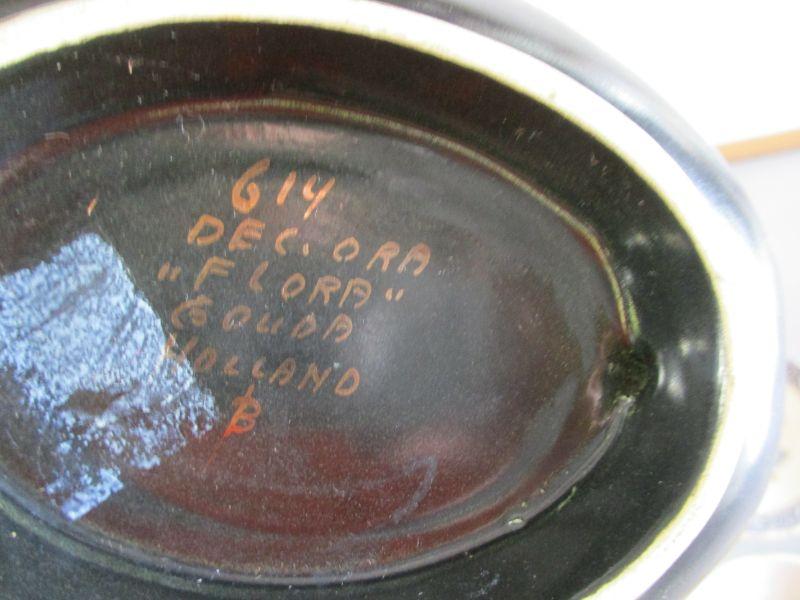 614
DEC. ORA
"FLORA"
GOUDA
HOLLAND
B